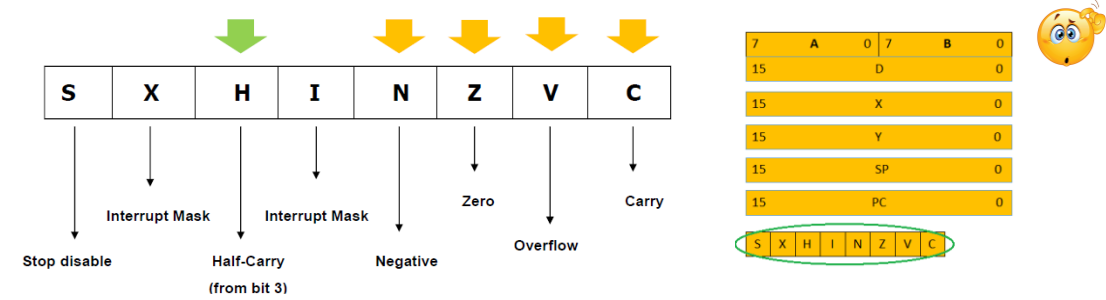 S X H I N Z V C
Interrupt Mask
Interrupt Mask
Zero
Carry
Stop disable
Half-Carry
(from bit 3)
Negative
Overflow
7 A 0 7 B 0
15 D 0
15 X 0
15 Y 0
15 SP 0
15 PC 0
S X H I N Z V C